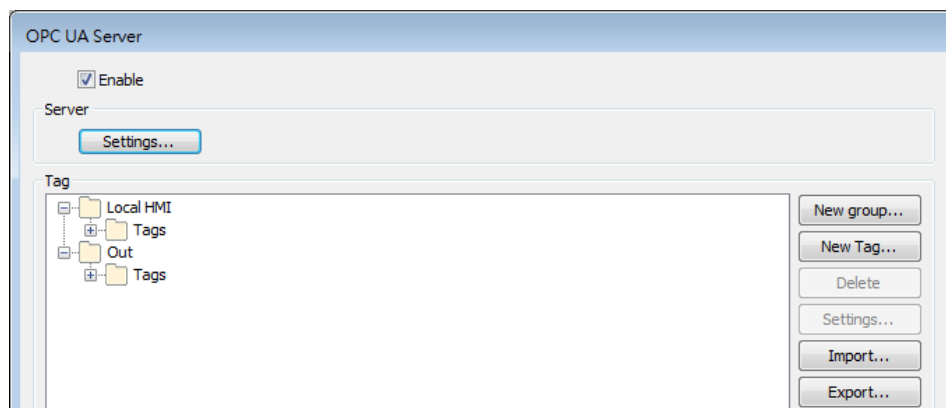 OPC UA Server
Enable
Server
Settings...
Tag
Local HMI
Tags
Out
Tags
New group...
New Tag...
Delete
Settings...
Import...
Export...